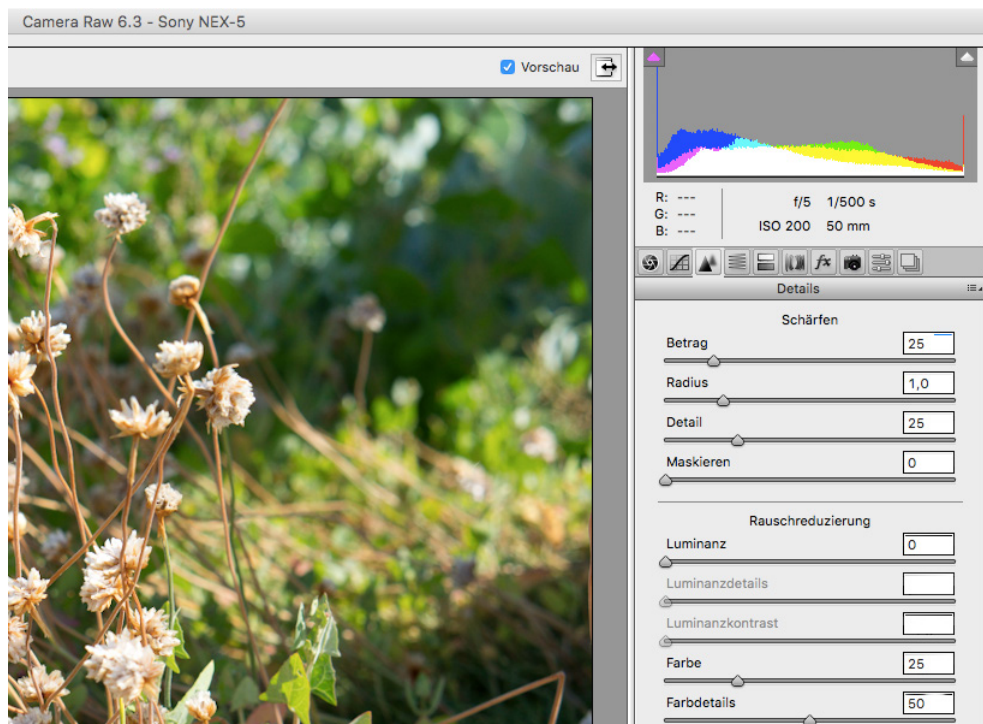 Camera Raw 6.3 - Sony NEX-5
Vorschau
R: ---
G: ---
B: ---
f/5 1/500 s
ISO 200 50 mm
fx
Details
Schärfen
Betrag 25
Radius 1,0
Detail 25
Maskieren 0
Rauschreduzierung
Luminanz 0
Luminanzdetails
Luminanzkontrast
Farbe 25
Farbdetails 50